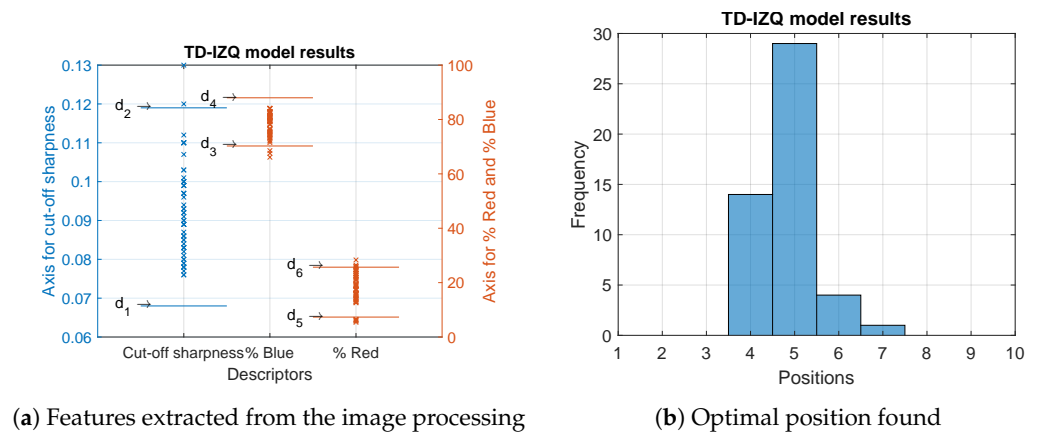 TD-IZQ model results
Axis for cut-off sharpness
0.13
0.12
0.11
0.1
0.09
0.08
0.07
0.06
d2
d1
d4
d3
d6
d5
100
80
60
40
20
0
Axis for % Red and % Blue
Cut-off sharpness % Blue % Red
Descriptors
(a) Features extracted from the image processing
TD-IZQ model results
Frequency
30
25
20
15
10
5
0
1 2 3 4 5 6 7 8 9 10
Positions
(b) Optimal position found